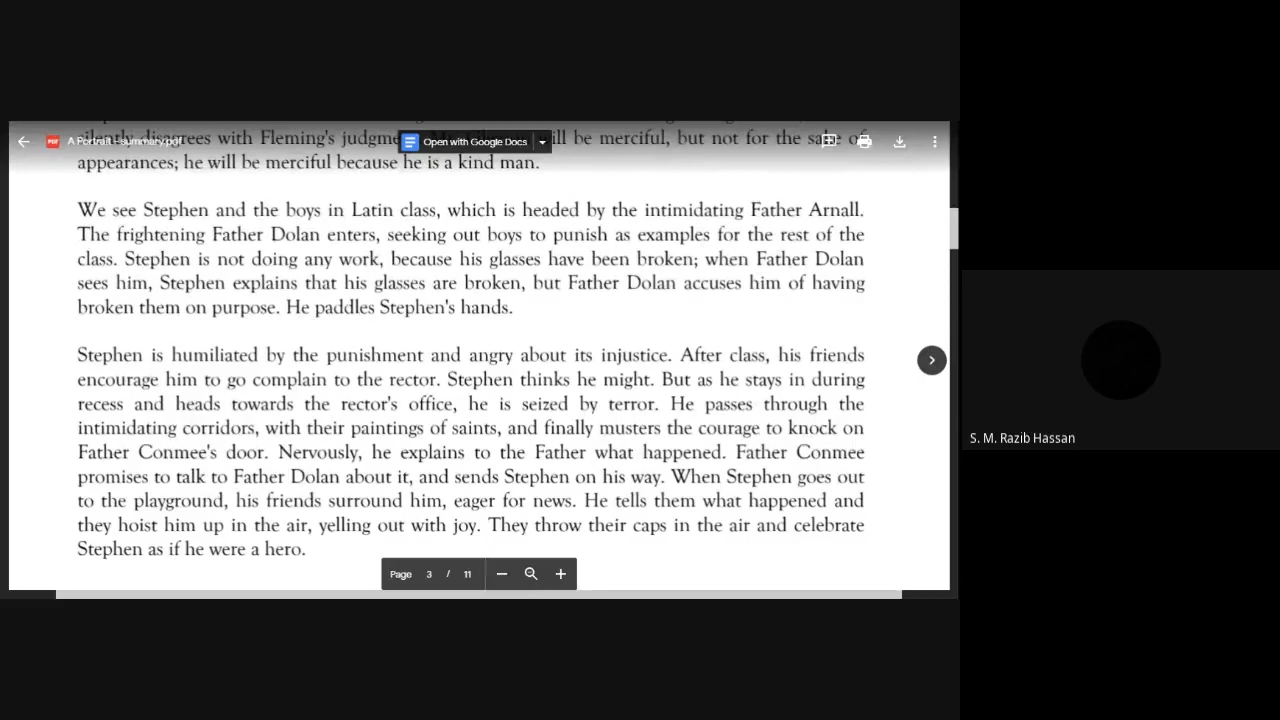 silently disagrees with Fleming's judgm will be merciful, but not for the sake of
A Portrait - summary.pdf
Open with Google Docs
appearances; he will be merciful because he is a kind man.
We see Stephen and the boys in Latin class, which is headed by the intimidating Father Arnall.
The frightening Father Dolan enters, seeking out boys to punish as examples for the rest of the
class. Stephen is not doing any work, because his glasses have been broken; when Father Dolan
sees him, Stephen explains that his glasses are broken, but Father Dolan accuses him of having
broken them on purpose. He paddles Stephen's hands.
Stephen is humiliated by the punishment and angry about its injustice. After class, his friends
encourage him to go complain to the rector. Stephen thinks he might. But as he stays in during
recess and heads towards the rector's office, he is seized by terror. He passes through the
intimidating corridors, with their paintings of saints, and finally musters the courage to knock on
Father Conmee's door. Nervously, he explains to the Father what happened. Father Conmee
promises to talk to Father Dolan about it, and sends Stephen on his way. When Stephen goes out
to the playground, his friends surround him, eager for news. He tells them what happened and
they hoist him up in the air, yelling out with joy. They throw their caps in the air and celebrate
Stephen as if he were a hero.
Page 3 / 11
S. M. Razib Hassan